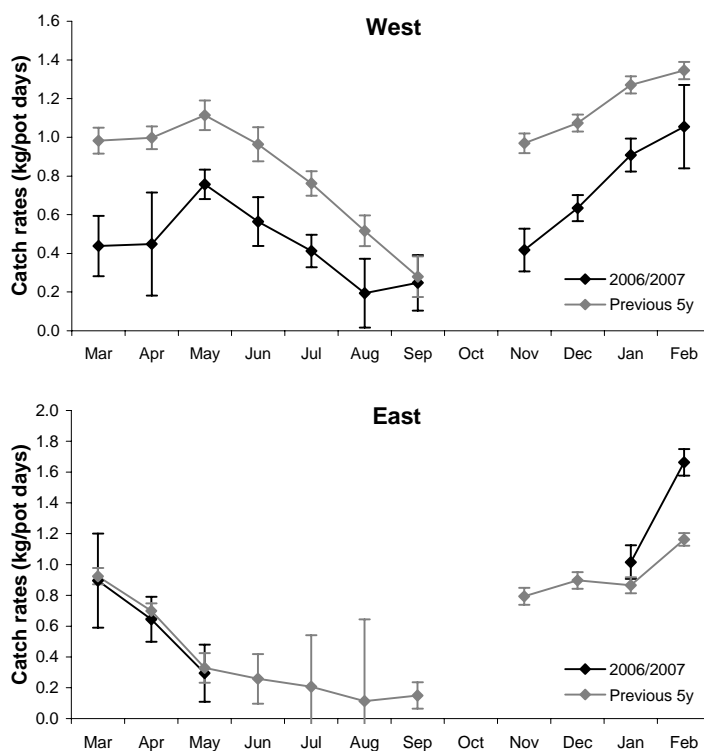 West
Catch rates (kg/pot days)
1.6
1.4
1.2
1.0
0.8
0.6
0.4
0.2
0.0
2006/2007
Previous 5y
Mar Apr May Jun Jul Aug Sep Oct Nov Dec Jan Feb
East
Catch rates (kg/pot days)
2.0
1.8
1.6
1.4
1.2
1.0
0.8
0.6
0.4
0.2
0.0
2006/2007
Previous 5y
Mar Apr May Jun Jul Aug Sep Oct Nov Dec Jan Feb